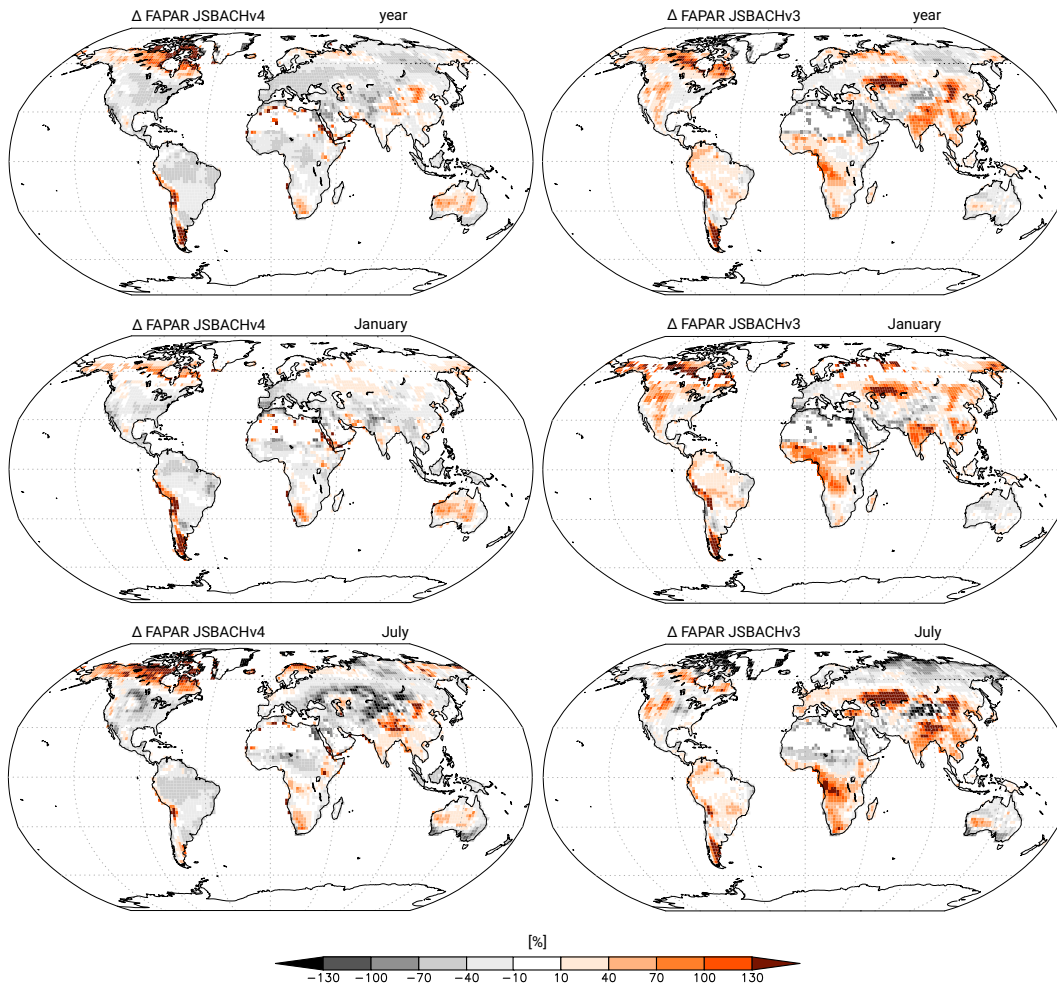 Δ FAPAR JSBACHv4 year
Δ FAPAR JSBACHv3 year
Δ FAPAR JSBACHv4 January
Δ FAPAR JSBACHv3 January
Δ FAPAR JSBACHv4 July
Δ FAPAR JSBACHv3 July
[%]
−130 −100 −70 −40 −10 10 40 70 100 130